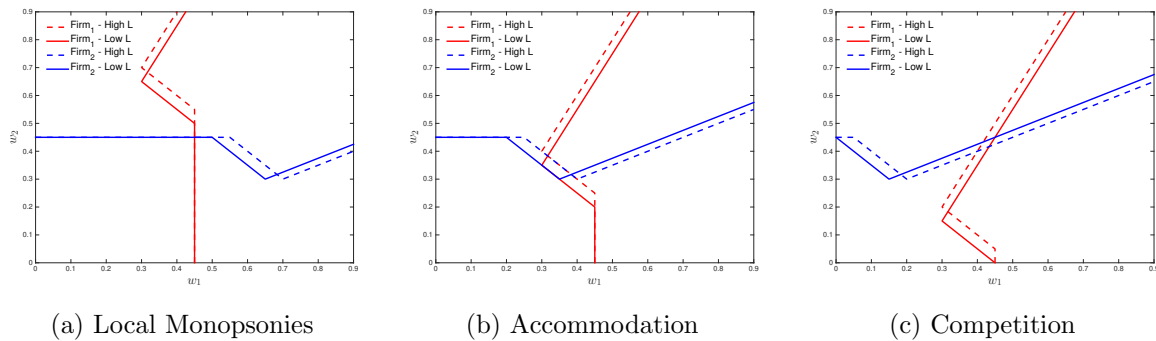 Firm1 - High L
Firm1 - Low L
Firm2 - High L
Firm2 - Low L
0.9
0.8
0.7
0.6
0.5
0.4
0.3
0.2
0.1
0
w2
0 0.1 0.2 0.3 0.4 0.5 0.6 0.7 0.8 0.9
w1
(a) Local Monopsonies
Firm1 - High L
Firm1 - Low L
Firm2 - High L
Firm2 - Low L
0.9
0.8
0.7
0.6
0.5
0.4
0.3
0.2
0.1
0
w2
0 0.1 0.2 0.3 0.4 0.5 0.6 0.7 0.8 0.9
w1
(b) Accommodation
Firm1 - High L
Firm1 - Low L
Firm2 - High L
Firm2 - Low L
0.9
0.8
0.7
0.6
0.5
0.4
0.3
0.2
0.1
0
w2
0 0.1 0.2 0.3 0.4 0.5 0.6 0.7 0.8 0.9
w1
(c) Competition